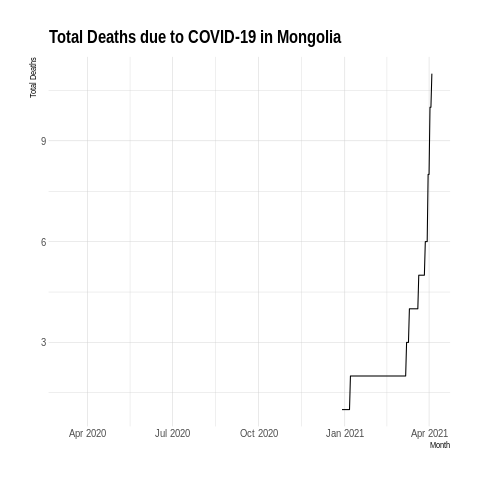 Total Deaths due to COVID-19 in Mongolia
Total Deaths
9
6
3
Apr 2020 Jul 2020 Oct 2020 Jan 2021 Apr 2021
Month